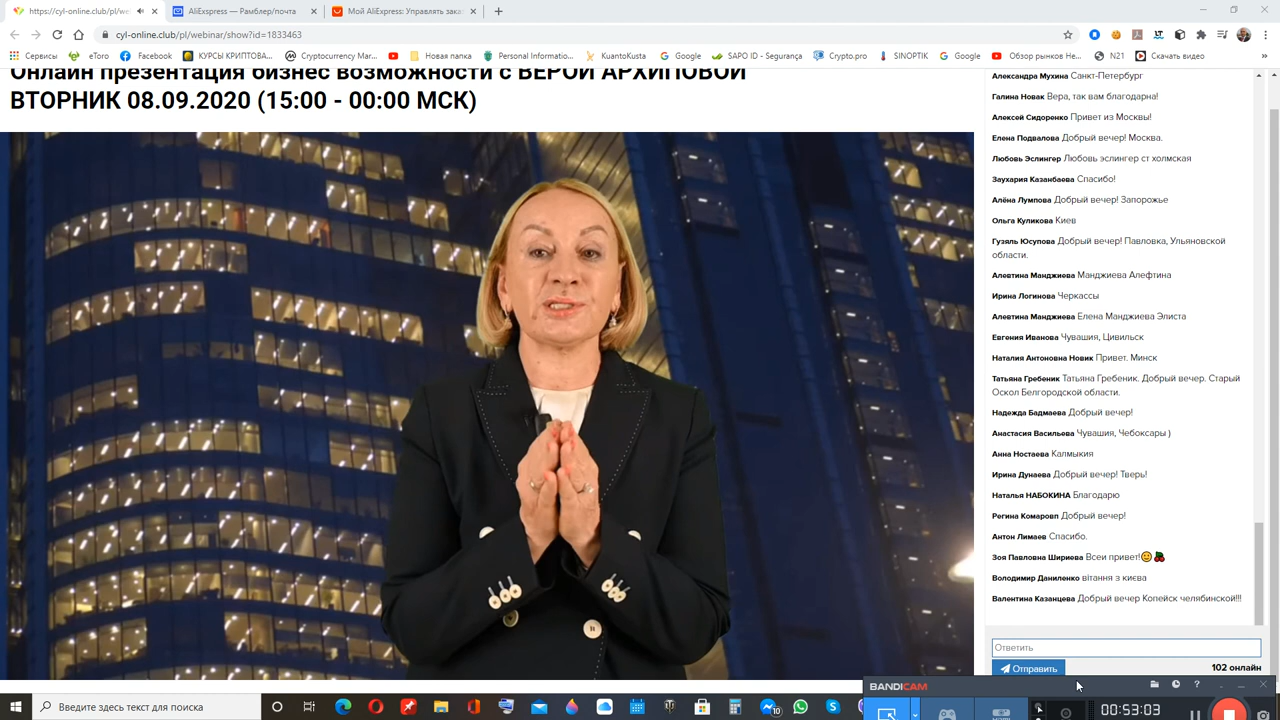 https://cyl-online.club/pl/we
AliExspress — Рамблер/почта
Мой AliExpress: Управлять зака
cyl-online.club/pl/webinar/show?id=1833463
Сервисы
eToro
Facebook
КУРСЫ КРИПТОВА...
Cryptocurrency Mar...
Новая папка
Personal Informatio...
KuantoKusta
Google
SAPO ID - Segurança
Crypto.pro
SINOPTIK
Google
Обзор рынков Не...
N21
Скачать видео
»
Онлайн презентация бизнес возможности с ВЕРОЙ АРХИПОВОЙ
ВТОРНИК 08.09.2020 (15:00 - 00:00 МСК)
Александра Мухина Санкт-Петербург
Галина Новак Вера, так вам благодарна!
Алексей Сидоренко Привет из Москвы!
Елена Подвалова Добрый вечер! Москва.
Любовь Эслингер Любовь эслингер ст холмская
Заухария Казанбаева Спасибо!
Алёна Лумпова Добрый вечер! Запорожье
Ольга Куликова Киев
Гузяль Юсупова Добрый вечер! Павловка, Ульяновской
области.
Алевтина Манджиева Манджиева Алефтина
Ирина Логинова Черкассы
Алевтина Манджиева Елена Манджиева Элиста
Евгения Иванова Чувашия, Цивильск
Наталия Антоновна Новик Привет. Минск
Татьяна Гребеник Татьяна Гребеник. Добрый вечер. Старый
Оскол Белгородской области.
Надежда Бадмаева Добрый вечер!
Анастасия Васильева Чувашия, Чебоксары )
Анна Ностаева Калмыкия
Ирина Дунаева Добрый вечер! Тверь!
Наталья НАБОКИНА Благодарю
Регина Комаровп Добрый вечер!
Антон Лимаев Спасибо.
Зоя Павловна Шириева Всеи привет!😊🍒
Володимир Даниленко вітання з києва
Валентина Казанцева Добрый вечер Копейск челябинской!!!
Ответить
Отправить
102 онлайн
BANDICAM
00:53:03
Введите здесь текст для поиска
10